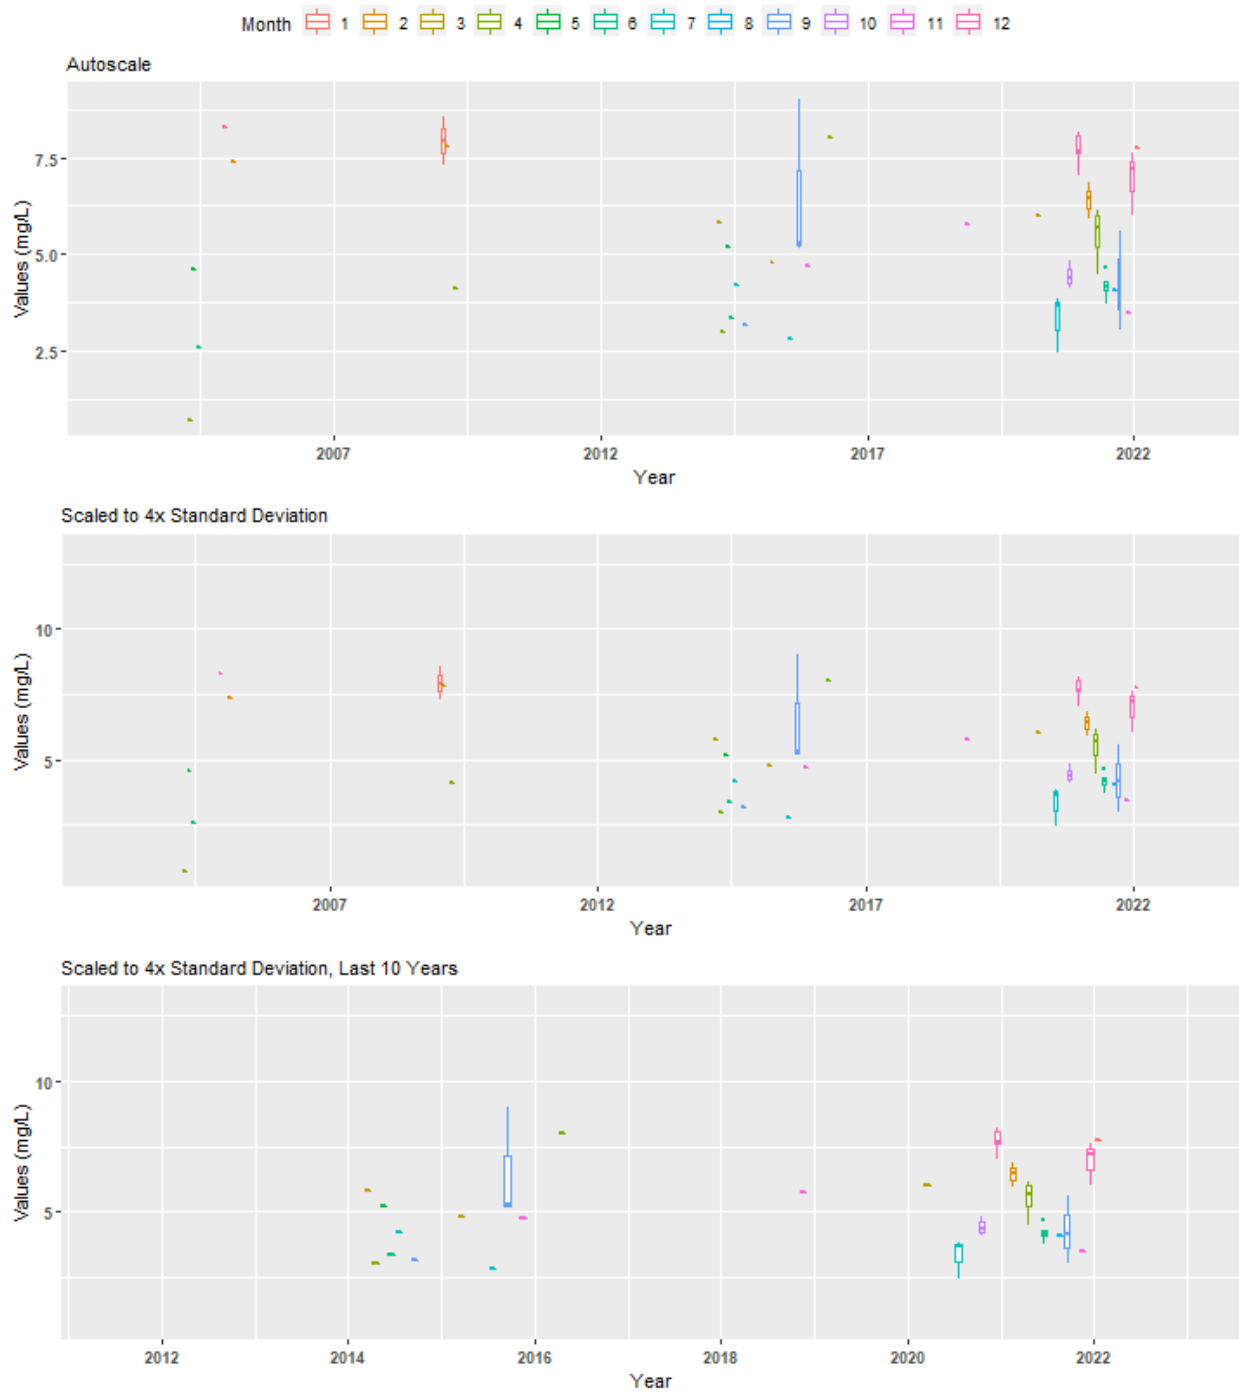 Month 1 2 3 4 5 6 7 8 9 10 11 12
Autoscale
Values (mg/L)
7.5
5.0
2.5
2007 2012 2017 2022
Year
Scaled to 4x Standard Deviation
Values (mg/L)
10
5
2007 2012 2017 2022
Year
Scaled to 4x Standard Deviation, Last 10 Years
Values (mg/L)
10
5
2012 2014 2016 2018 2020 2022
Year